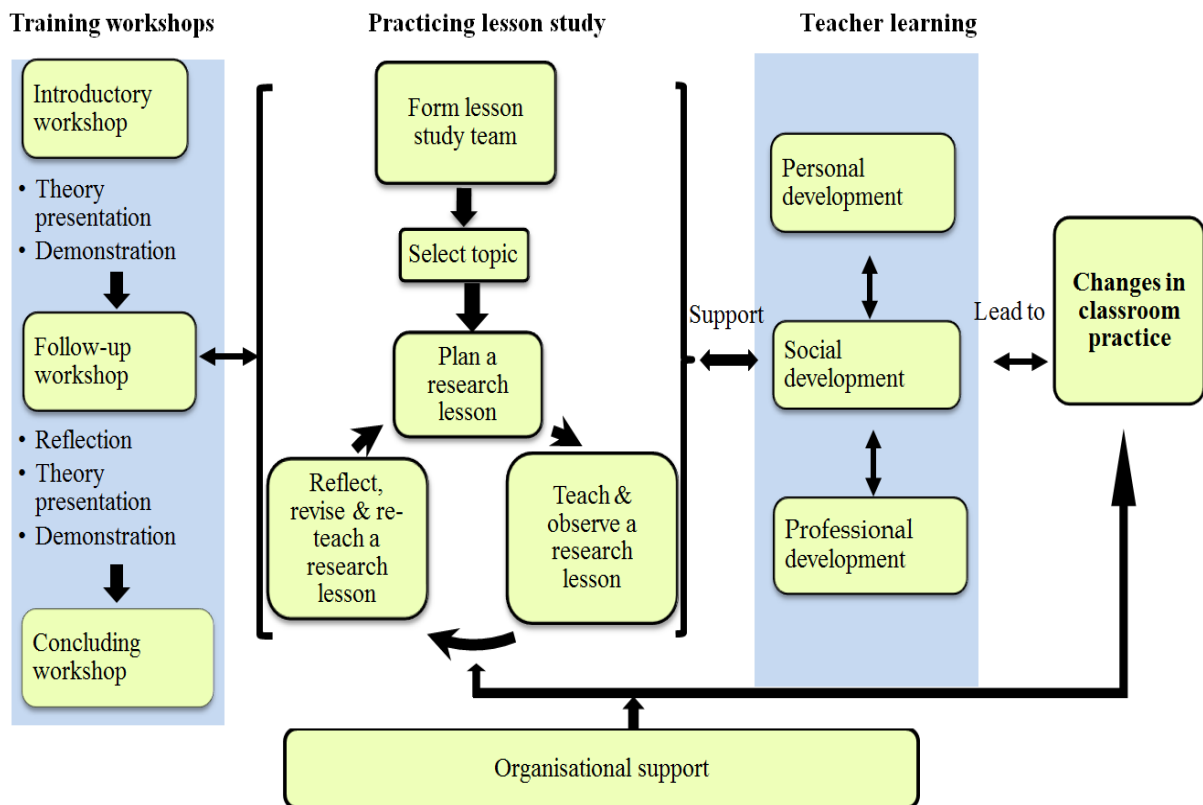 Training workshops
Introductory
workshop
• Theory
presentation
• Demonstration
Follow-up
workshop
• Reflection
• Theory
presentation
• Demonstration
Concluding
workshop
Practicing lesson study
Form lesson
study team
Select topic
Plan a
research
lesson
Teach &
observe a
research
lesson
Reflect,
revise & re-
teach a
research
lesson
Support
Teacher learning
Personal
development
Social
development
Professional
development
Lead to
Changes in
classroom
practice
Organisational support